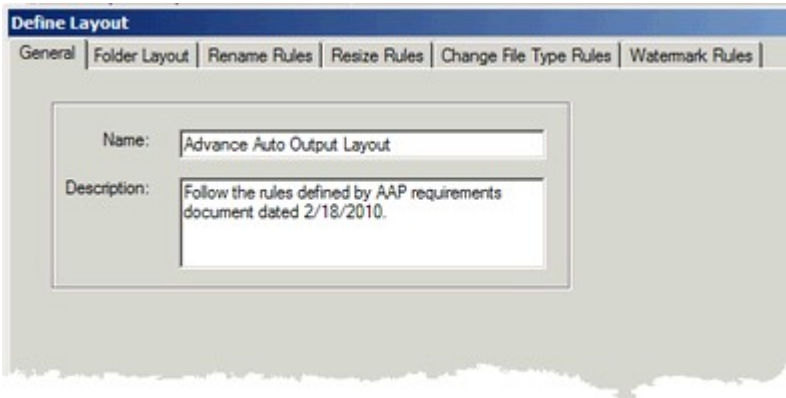 Define Layout
General Folder Layout Rename Rules Resize Rules Change File Type Rules Watermark Rules
Name: Advance Auto Output Layout
Description: Follow the rules defined by AAP requirements
document dated 2/18/2010.